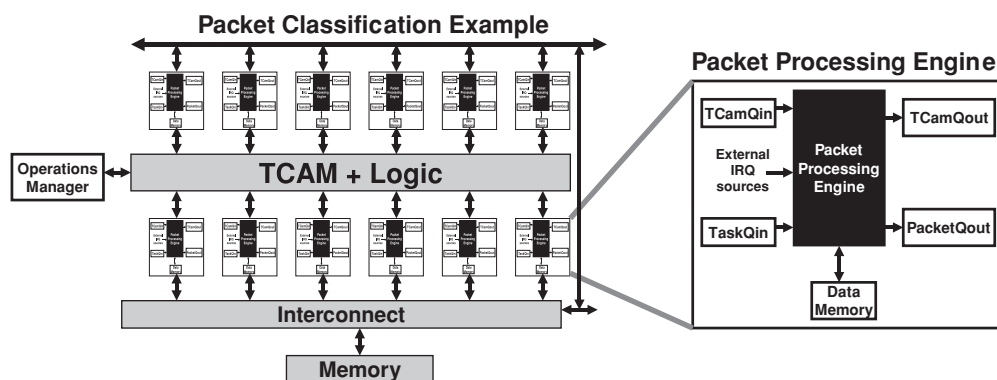 Packet Classification Example
Operations
Manager
TCAM + Logic
Interconnect
Memory
Packet Processing Engine
TCamQin
TCamQout
External
IRQ
sources
Packet
Processing
Engine
TaskQin
PacketQout
Data
Memory